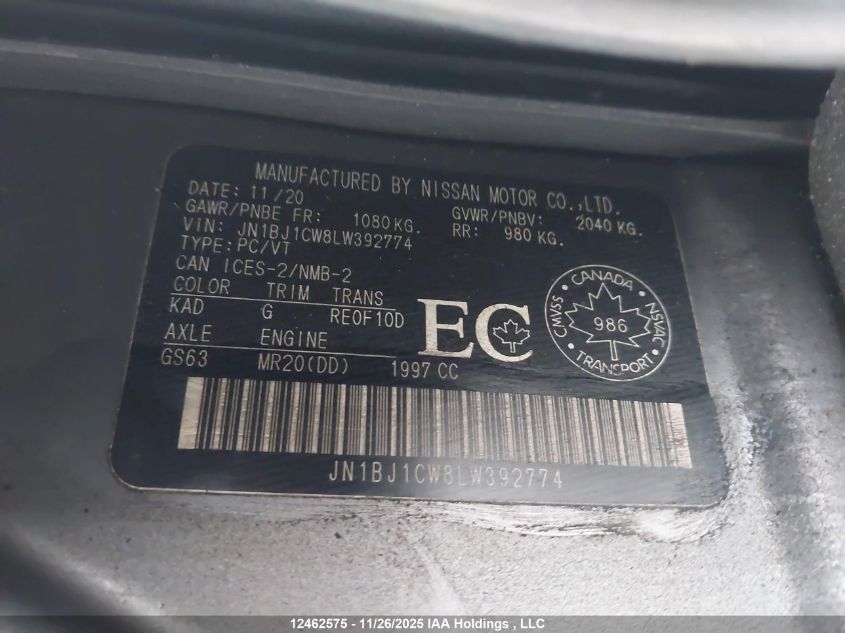 MANUFACTURED BY NISSAN MOTOR CO.,LTD.
DATE: 11/20
GAWR/PNBE FR: 1080KG. GVWR/PNBV: 2040 KG.
RR: 980 KG.
VIN: JN1BJ1CW8LW392774
TYPE:PC/VT
CAN ICES-2/NMB-2
COLOR TRIM TRANS
KAD G RE0F10D
AXLE ENGINE
GS63 MR20(DD) 1997 CC
EC
CANADA
CMVSS 986 NSVAC
TRANSPORT
JN1BJ1CW8LW392774
12462575 - 11/26/2025 IAA Holdings , LLC